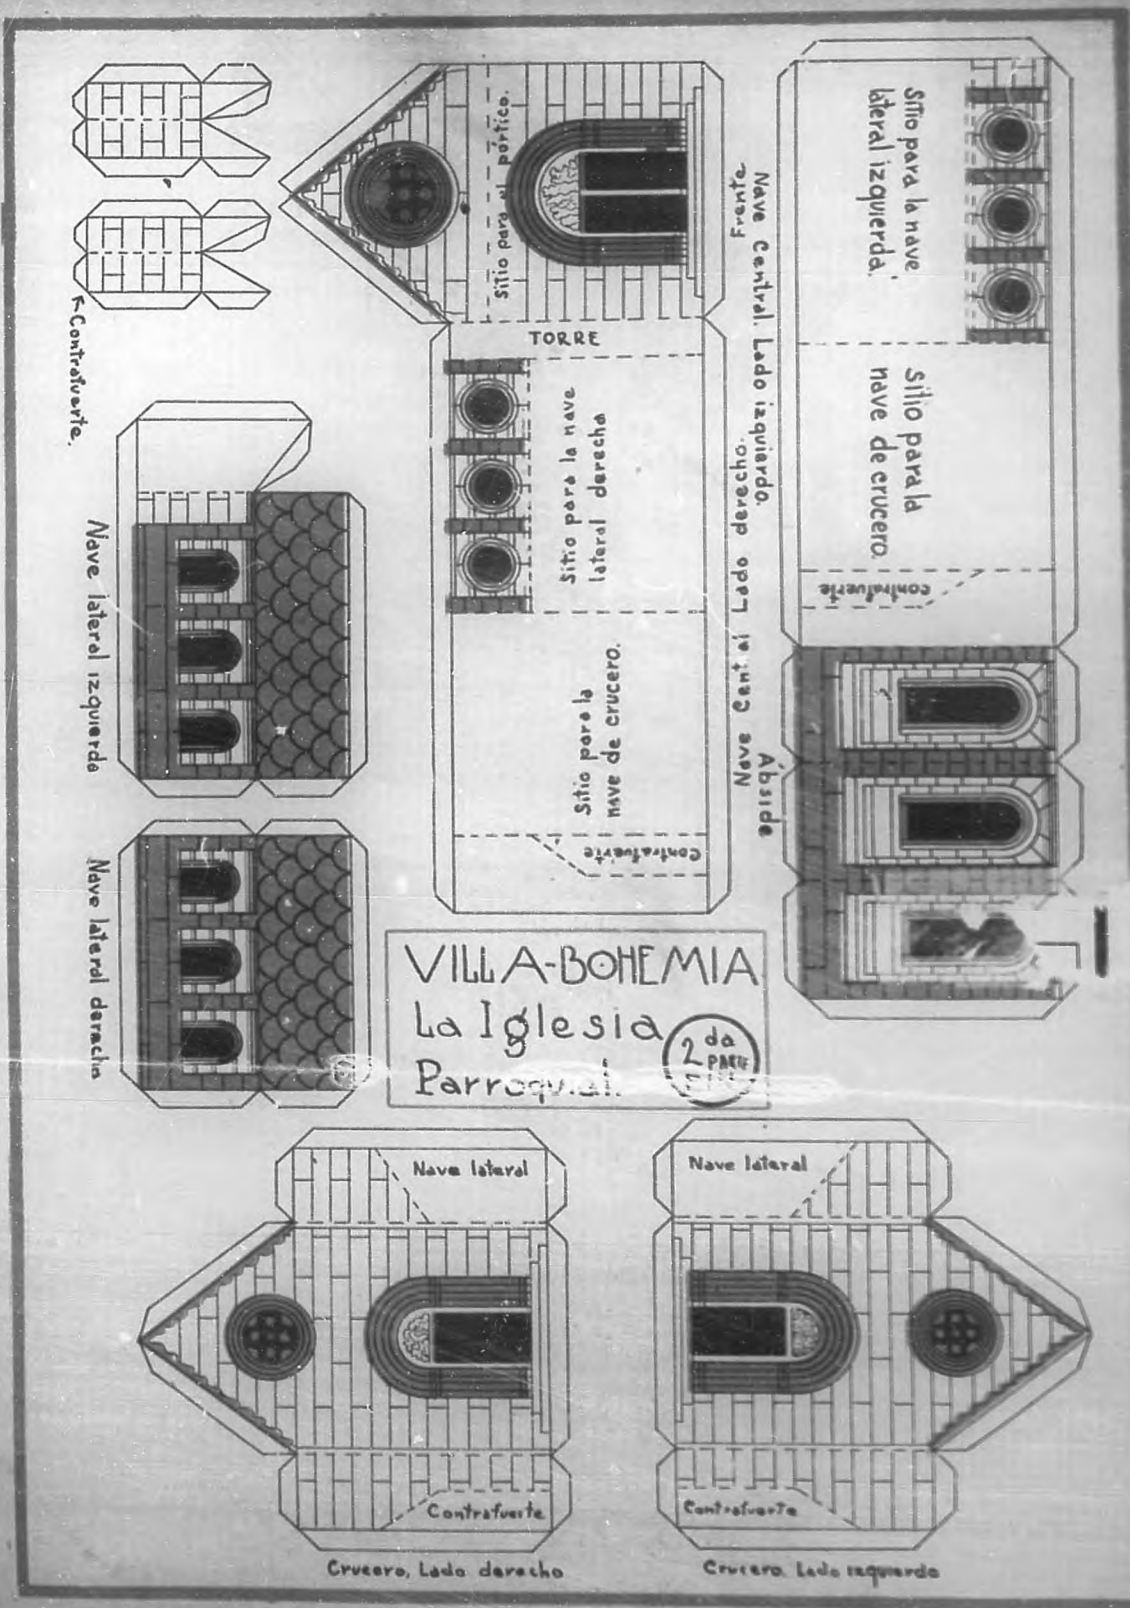 Sitio para la nave
lateral izquierda.
Sitio para la
nave de crucero.
Contrafuerte
Sitio para el pórtico.
Frente
Nave Central. Lado izquierdo.
TORRE
Sitio para la nave
lateral derecha
Sitio para la
nave de crucero.
Contrafuerte
Nave Central Lado derecho.
Ábside
Contrafuerte.
Nave lateral izquierda
Nave lateral derecha
VILLA-BOHEMIA
La Iglesia
Parroquial.
2da
PARTE
Nave lateral
Contrafuerte
Crucero, Lado derecho
Nave lateral
Contrafuerte
Crucero. Lado izquierdo